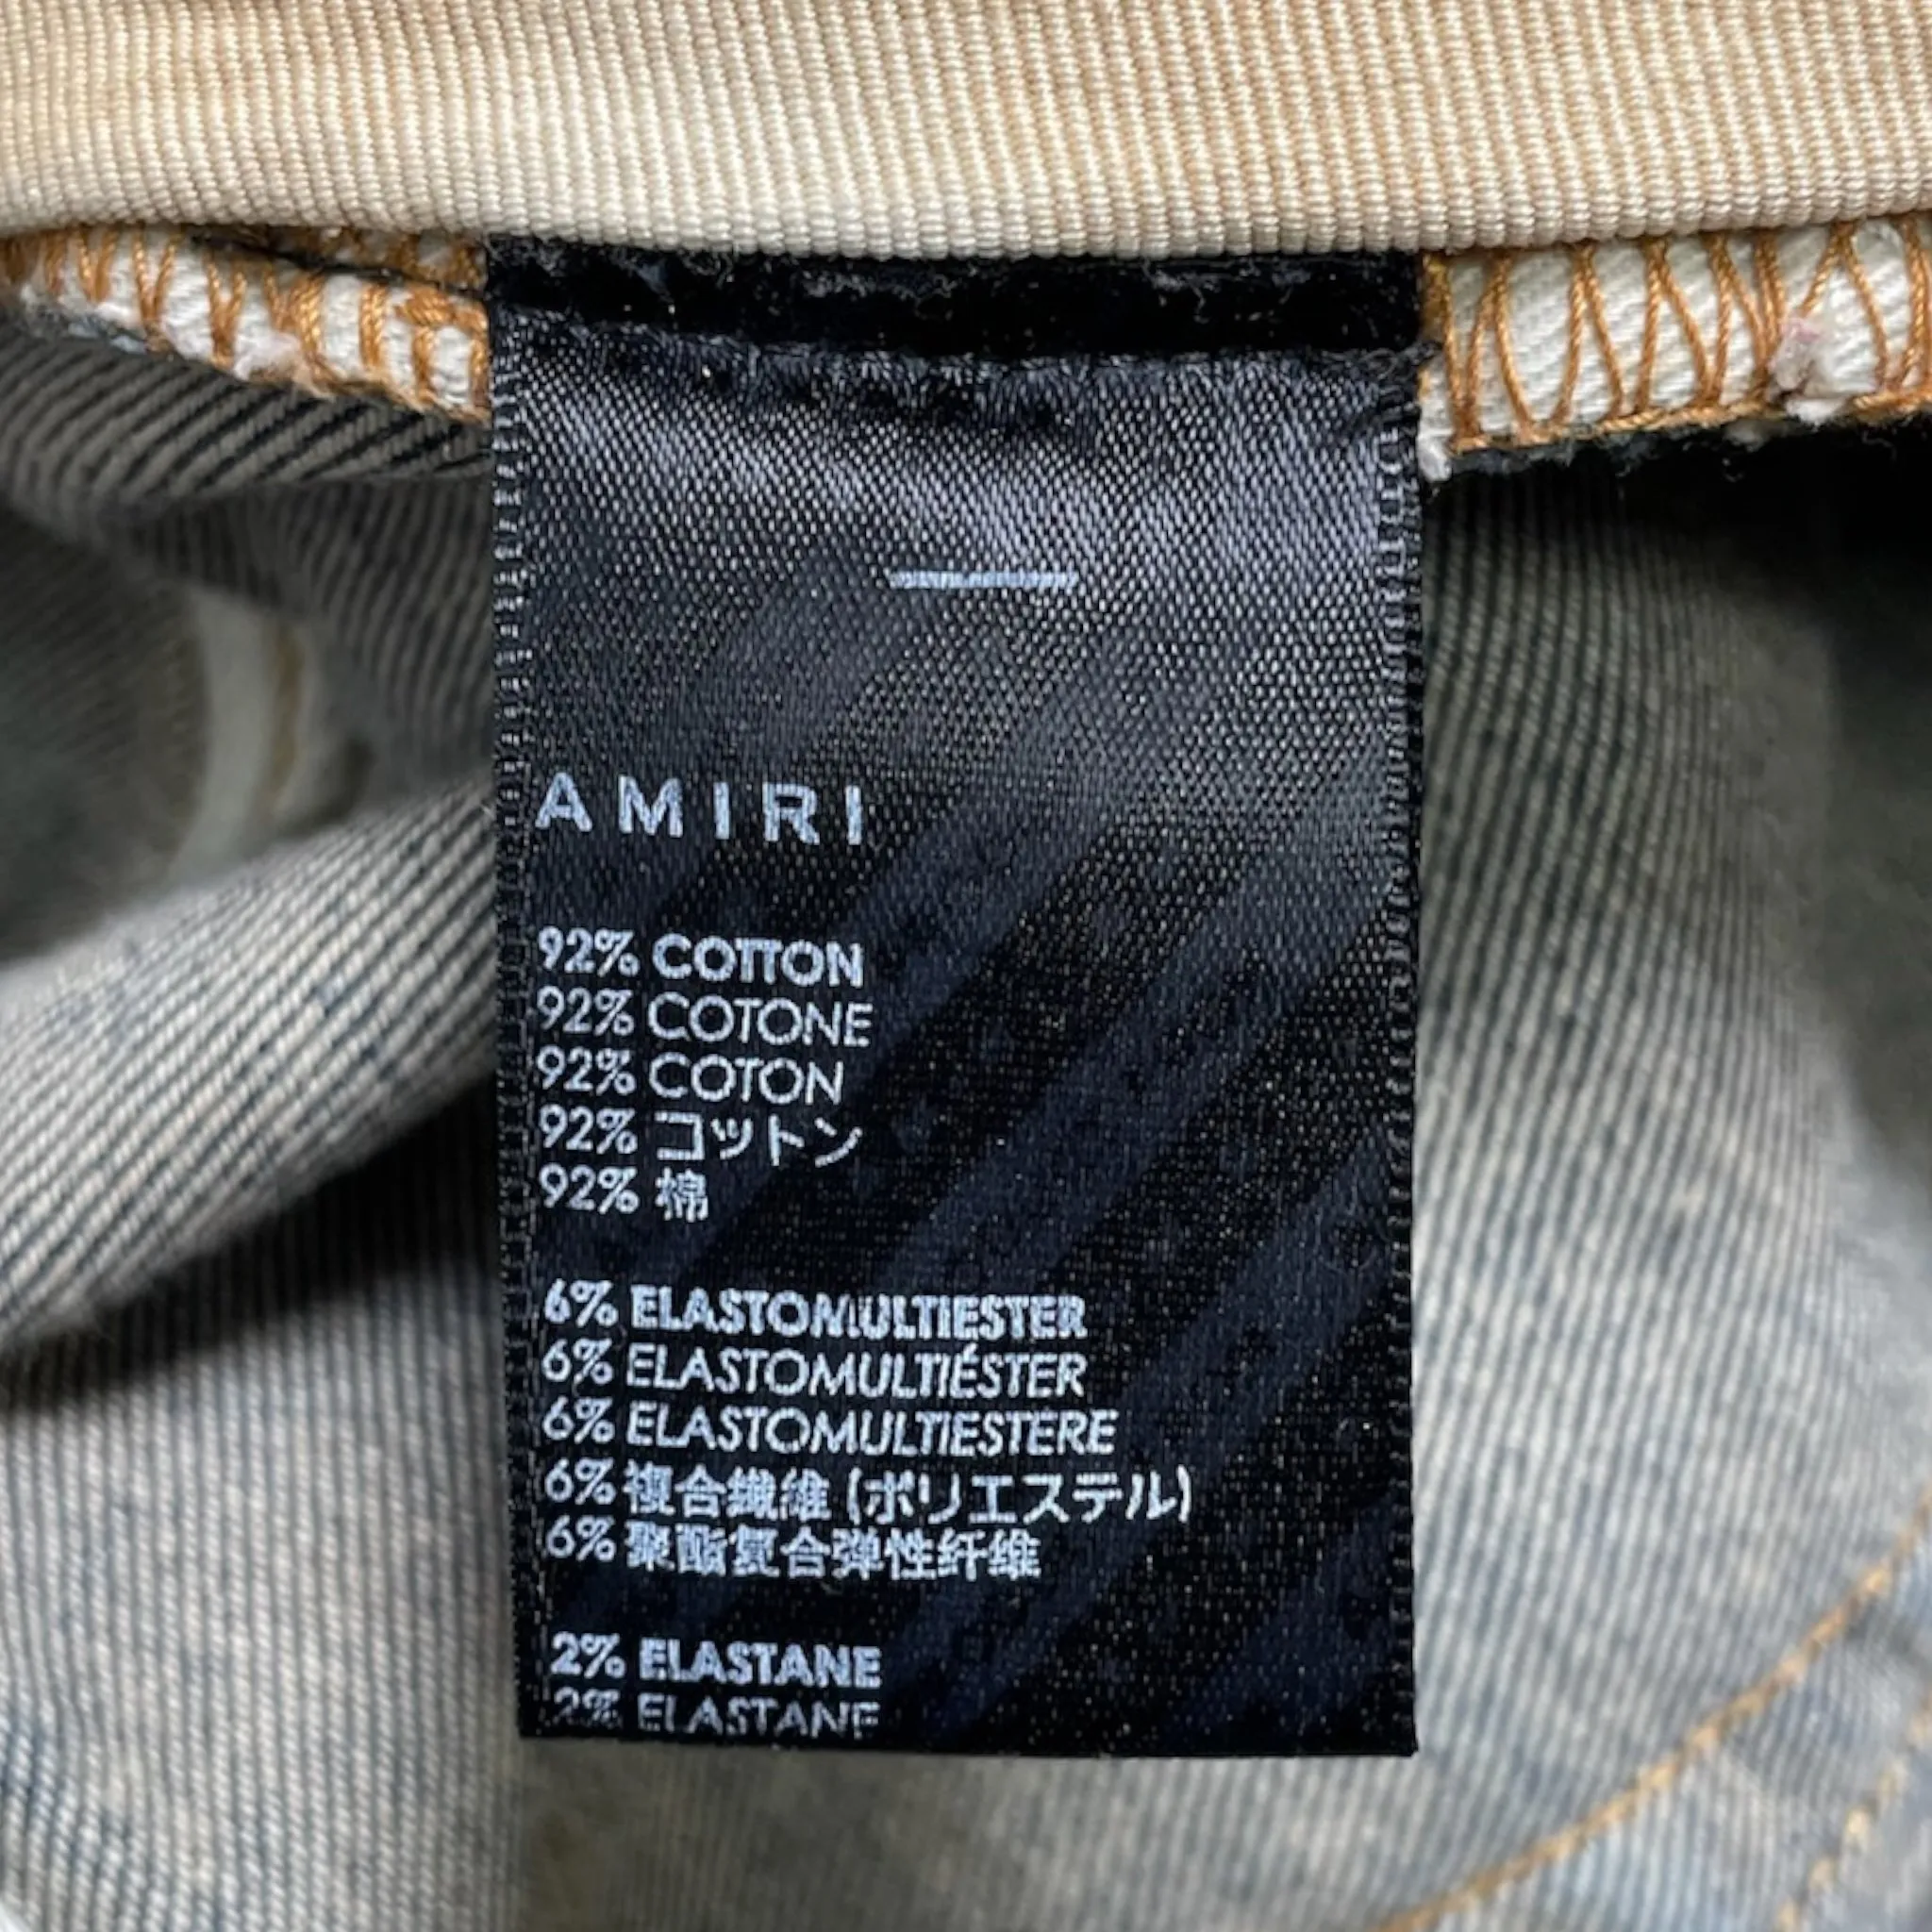 AMIRI
92% COTTON
92% COTONE
92% COTON
92% コットン
92% 棉
6% ELASTOMULTIESTER
6% ELASTOMULTIÉSTER
6% ELASTOMULTIESTERE
6% 複合繊維 (ポリエステル)
6% 聚酯复合弹性纤维
2% ELASTANE
2% ELASTANE